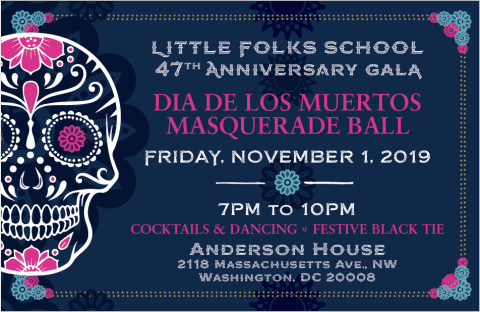 Little Folks School
47th Anniversary Gala
DIA DE LOS MUERTOS
MASQUERADE BALL
Friday, November 1, 2019
7PM to 10PM
COCKTAILS & DANCING • FESTIVE BLACK TIE
Anderson House
2118 Massachusetts Ave., NW
Washington, DC 20008